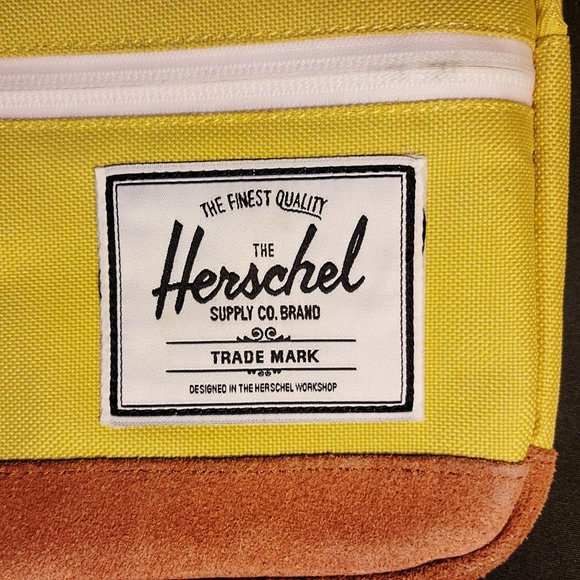 THE FINEST QUALITY
THE
Herschel
SUPPLY CO. BRAND
TRADE MARK
DESIGNED IN THE HERSCHEL WORKSHOP